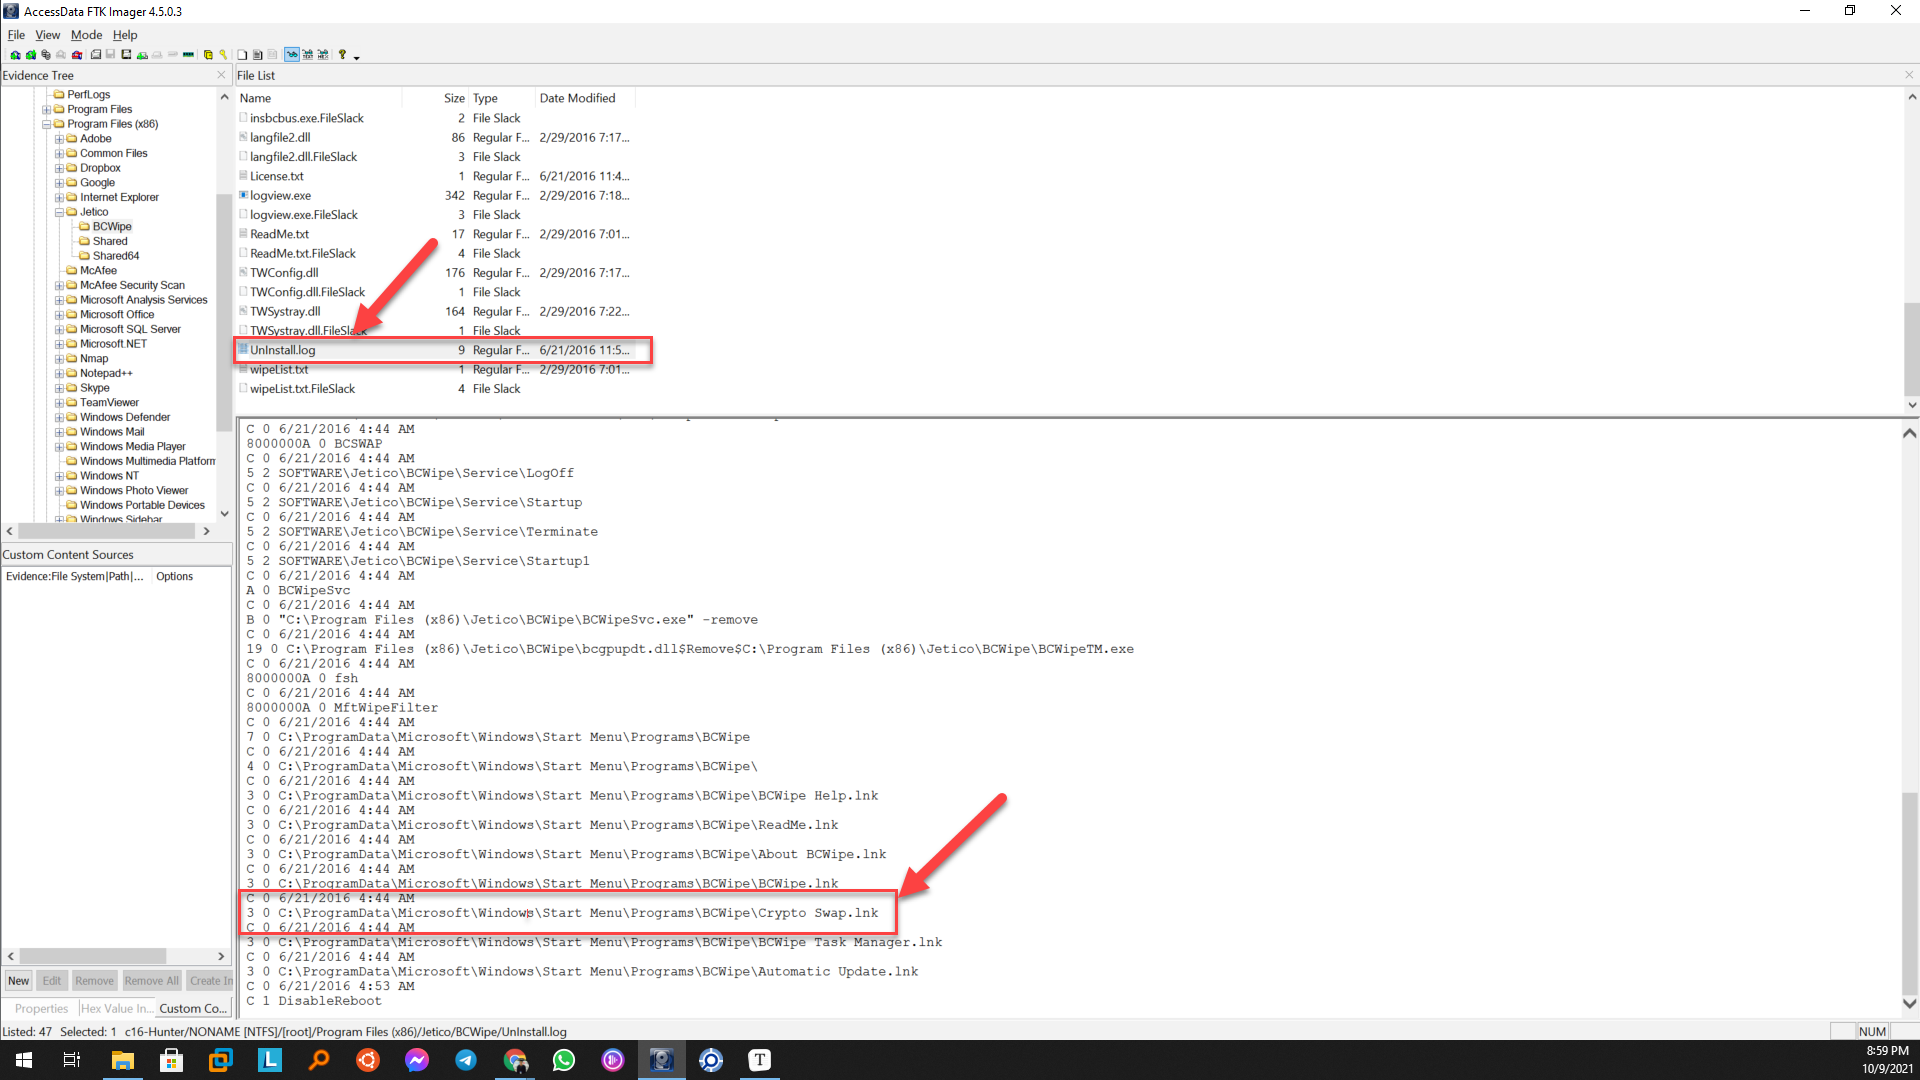 AccessData FTK Imager 4.5.0.3
File View Mode Help
Evidence Tree
File List
PerfLogs
Program Files
Program Files (x86)
Adobe
Common Files
Dropbox
Google
Internet Explorer
Jetico
BCWipe
Shared
Shared64
McAfee
McAfee Security Scan
Microsoft Analysis Services
Microsoft Office
Microsoft SQL Server
Microsoft.NET
Nmap
Notepad++
Skype
TeamViewer
Windows Defender
Windows Mail
Windows Media Player
Windows Multimedia Platform
Windows NT
Windows Photo Viewer
Windows Portable Devices
Windows Sidebar
Custom Content Sources
Evidence:File System|Path|... Options
New Edit Remove Remove All Create In
Properties Hex Value In... Custom Co...
Name Size Type Date Modified
insbcbus.exe.FileSlack 2 File Slack
langfile2.dll 86 Regular F... 2/29/2016 7:17...
langfile2.dll.FileSlack 3 File Slack
License.txt 1 Regular F... 6/21/2016 11:4...
logview.exe 342 Regular F... 2/29/2016 7:18...
logview.exe.FileSlack 3 File Slack
ReadMe.txt 17 Regular F... 2/29/2016 7:01...
ReadMe.txt.FileSlack 4 File Slack
TWConfig.dll 176 Regular F... 2/29/2016 7:17...
TWConfig.dll.FileSlack 1 File Slack
TWSystray.dll 164 Regular F... 2/29/2016 7:22...
TWSystray.dll.FileSlack 1 File Slack
UnInstall.log 9 Regular F... 6/21/2016 11:5...
wipeList.txt 1 Regular F... 2/29/2016 7:01...
wipeList.txt.FileSlack 4 File Slack
C 0 6/21/2016 4:44 AM
8000000A 0 BCSWAP
C 0 6/21/2016 4:44 AM
5 2 SOFTWARE\Jetico\BCWipe\Service\LogOff
C 0 6/21/2016 4:44 AM
5 2 SOFTWARE\Jetico\BCWipe\Service\Startup
C 0 6/21/2016 4:44 AM
5 2 SOFTWARE\Jetico\BCWipe\Service\Terminate
C 0 6/21/2016 4:44 AM
5 2 SOFTWARE\Jetico\BCWipe\Service\Startup1
C 0 6/21/2016 4:44 AM
A 0 BCWipeSvc
C 0 6/21/2016 4:44 AM
B 0 "C:\Program Files (x86)\Jetico\BCWipe\BCWipeSvc.exe" -remove
C 0 6/21/2016 4:44 AM
19 0 C:\Program Files (x86)\Jetico\BCWipe\bcgpupdt.dll$Remove$C:\Program Files (x86)\Jetico\BCWipe\BCWipeTM.exe
C 0 6/21/2016 4:44 AM
8000000A 0 fsh
C 0 6/21/2016 4:44 AM
8000000A 0 MftWipeFilter
C 0 6/21/2016 4:44 AM
7 0 C:\ProgramData\Microsoft\Windows\Start Menu\Programs\BCWipe
C 0 6/21/2016 4:44 AM
4 0 C:\ProgramData\Microsoft\Windows\Start Menu\Programs\BCWipe\
C 0 6/21/2016 4:44 AM
3 0 C:\ProgramData\Microsoft\Windows\Start Menu\Programs\BCWipe\BCWipe Help.lnk
C 0 6/21/2016 4:44 AM
3 0 C:\ProgramData\Microsoft\Windows\Start Menu\Programs\BCWipe\ReadMe.lnk
C 0 6/21/2016 4:44 AM
3 0 C:\ProgramData\Microsoft\Windows\Start Menu\Programs\BCWipe\About BCWipe.lnk
C 0 6/21/2016 4:44 AM
3 0 C:\ProgramData\Microsoft\Windows\Start Menu\Programs\BCWipe\BCWipe.lnk
C 0 6/21/2016 4:44 AM
3 0 C:\ProgramData\Microsoft\Windows\Start Menu\Programs\BCWipe\Crypto Swap.lnk
C 0 6/21/2016 4:44 AM
3 0 C:\ProgramData\Microsoft\Windows\Start Menu\Programs\BCWipe\BCWipe Task Manager.lnk
C 0 6/21/2016 4:44 AM
3 0 C:\ProgramData\Microsoft\Windows\Start Menu\Programs\BCWipe\Automatic Update.lnk
C 0 6/21/2016 4:53 AM
C 1 DisableReboot
Listed: 47 Selected: 1 c16-Hunter/NONAME [NTFS]/[root]/Program Files (x86)/Jetico/BCWipe/UnInstall.log
NUM
L
T
8:59 PM
10/9/2021